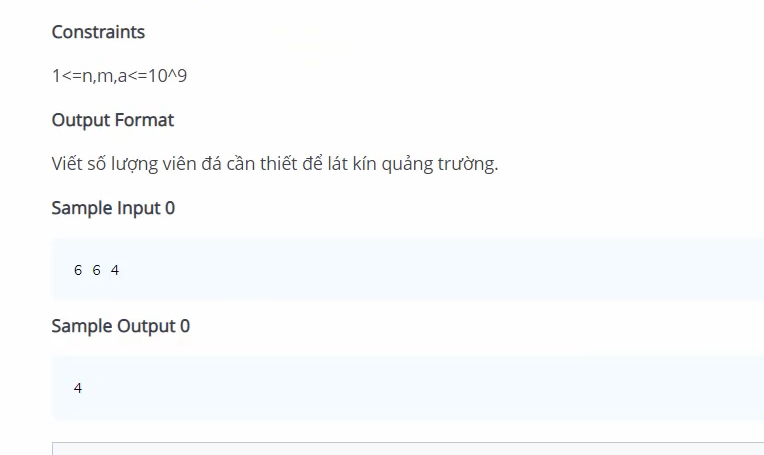 Constraints
1<=n,m,a<=10^9
Output Format
Viết số lượng viên đá cần thiết để lát kín quảng trường.
Sample Input 0
6 6 4
Sample Output 0
4